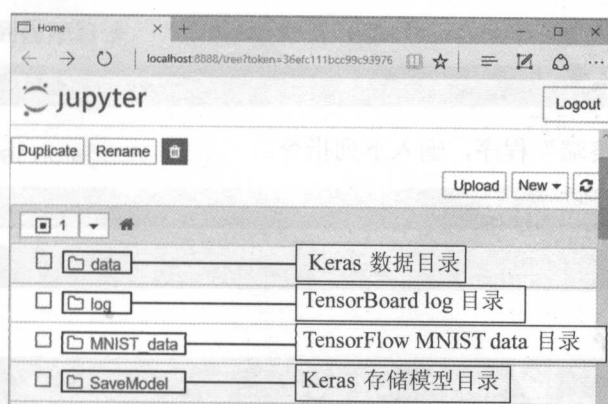 Home
localhost:8888/tree?token=36efc111bcc99c93976
jupyter
Logout
Duplicate Rename
Upload New
1
data
Keras 数据目录
log
TensorBoard log 目录
MNIST_data
TensorFlow MNIST data 目录
SaveModel
Keras 存储模型目录